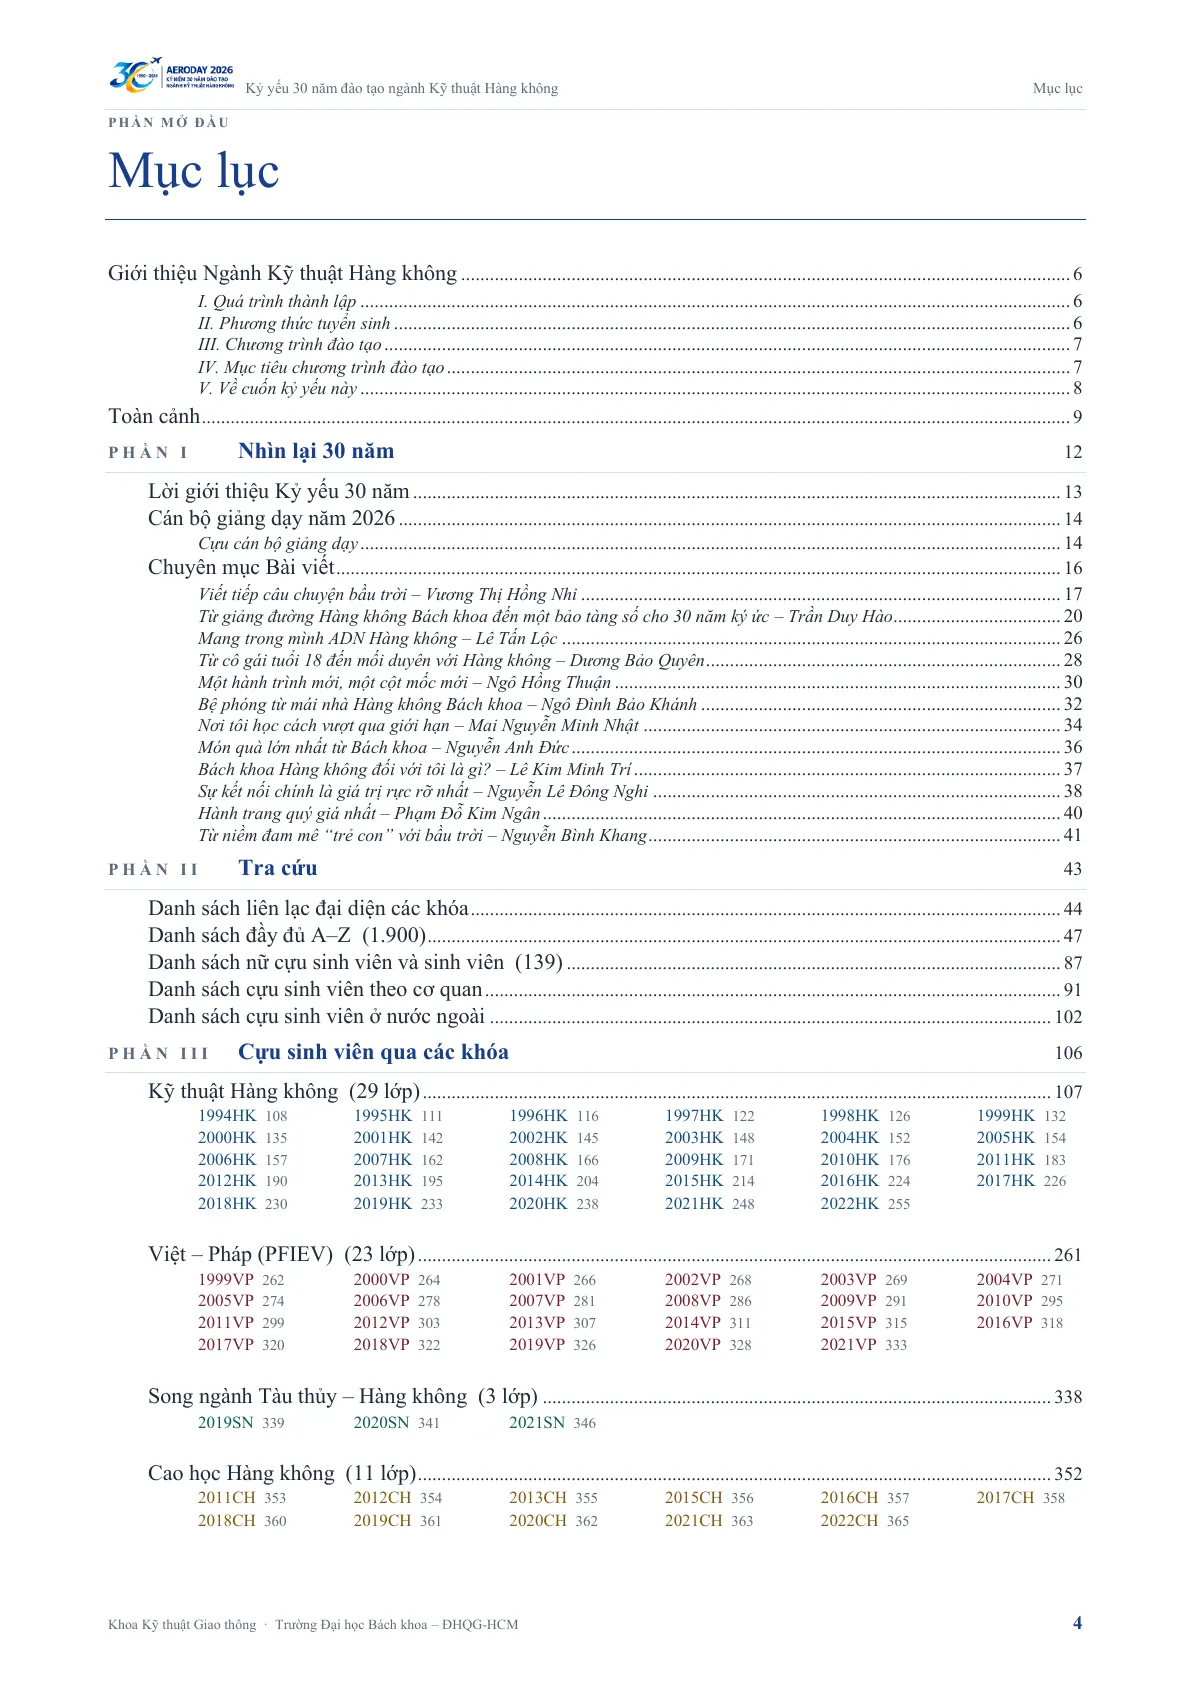 30
1996-2026
AERODAY 2026
KỶ NIỆM 30 NĂM ĐÀO TẠO
NGÀNH KỸ THUẬT HÀNG KHÔNG
Kỷ yếu 30 năm đào tạo ngành Kỹ thuật Hàng không Mục lục
PHẦN MỞ ĐẦU
Mục lục
Giới thiệu Ngành Kỹ thuật Hàng không 6
I. Quá trình thành lập 6
II. Phương thức tuyển sinh 6
III. Chương trình đào tạo 7
IV. Mục tiêu chương trình đào tạo 7
V. Về cuốn kỷ yếu này 8
Toàn cảnh 9
PHẦN I Nhìn lại 30 năm 12
Lời giới thiệu Kỷ yếu 30 năm 13
Cán bộ giảng dạy năm 2026 14
Cựu cán bộ giảng dạy 14
Chuyên mục Bài viết 16
Viết tiếp câu chuyện bầu trời – Vương Thị Hồng Nhi 17
Từ giảng đường Hàng không Bách khoa đến một bảo tàng số cho 30 năm ký ức – Trần Duy Hào 20
Mang trong mình ADN Hàng không – Lê Tấn Lộc 26
Từ cô gái tuổi 18 đến mối duyên với Hàng không – Dương Bảo Quyên 28
Một hành trình mới, một cột mốc mới – Ngô Hồng Thuận 30
Bệ phóng từ mái nhà Hàng không Bách khoa – Ngô Đình Bảo Khánh 32
Nơi tôi học cách vượt qua giới hạn – Mai Nguyễn Minh Nhật 34
Món quà lớn nhất từ Bách khoa – Nguyễn Anh Đức 36
Bách khoa Hàng không đối với tôi là gì? – Lê Kim Minh Trí 37
Sự kết nối chính là giá trị rực rỡ nhất – Nguyễn Lê Đông Nghi 38
Hành trang quý giá nhất – Phạm Đỗ Kim Ngân 40
Từ niềm đam mê “trẻ con” với bầu trời – Nguyễn Bình Khang 41
PHẦN II Tra cứu 43
Danh sách liên lạc đại diện các khóa 44
Danh sách đầy đủ A–Z (1.900) 47
Danh sách nữ cựu sinh viên và sinh viên (139) 87
Danh sách cựu sinh viên theo cơ quan 91
Danh sách cựu sinh viên ở nước ngoài 102
PHẦN III Cựu sinh viên qua các khóa 106
Kỹ thuật Hàng không (29 lớp) 107
1994HK 108 1995HK 111 1996HK 116 1997HK 122 1998HK 126 1999HK 132
2000HK 135 2001HK 142 2002HK 145 2003HK 148 2004HK 152 2005HK 154
2006HK 157 2007HK 162 2008HK 166 2009HK 171 2010HK 176 2011HK 183
2012HK 190 2013HK 195 2014HK 204 2015HK 214 2016HK 224 2017HK 226
2018HK 230 2019HK 233 2020HK 238 2021HK 248 2022HK 255
Việt – Pháp (PFIEV) (23 lớp) 261
1999VP 262 2000VP 264 2001VP 266 2002VP 268 2003VP 269 2004VP 271
2005VP 274 2006VP 278 2007VP 281 2008VP 286 2009VP 291 2010VP 295
2011VP 299 2012VP 303 2013VP 307 2014VP 311 2015VP 315 2016VP 318
2017VP 320 2018VP 322 2019VP 326 2020VP 328 2021VP 333
Song ngành Tàu thủy – Hàng không (3 lớp) 338
2019SN 339 2020SN 341 2021SN 346
Cao học Hàng không (11 lớp) 352
2011CH 353 2012CH 354 2013CH 355 2015CH 356 2016CH 357 2017CH 358
2018CH 360 2019CH 361 2020CH 362 2021CH 363 2022CH 365
Khoa Kỹ thuật Giao thông · Trường Đại học Bách khoa – ĐHQG-HCM 4